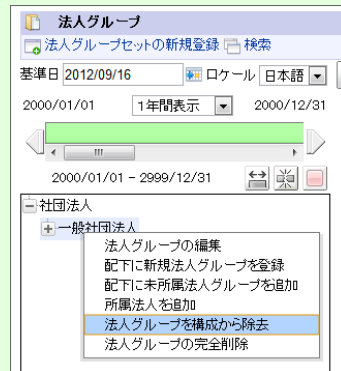 法人グループ
法人グループセットの新規登録 検索
基準日 2012/09/16 ロケール 日本語
2000/01/01 1年間表示 2000/12/31
2000/01/01 - 2999/12/31
社団法人
一般社団法人
法人グループの編集
配下に新規法人グループを登録
配下に未所属法人グループを追加
所属法人を追加
法人グループを構成から除去
法人グループの完全削除